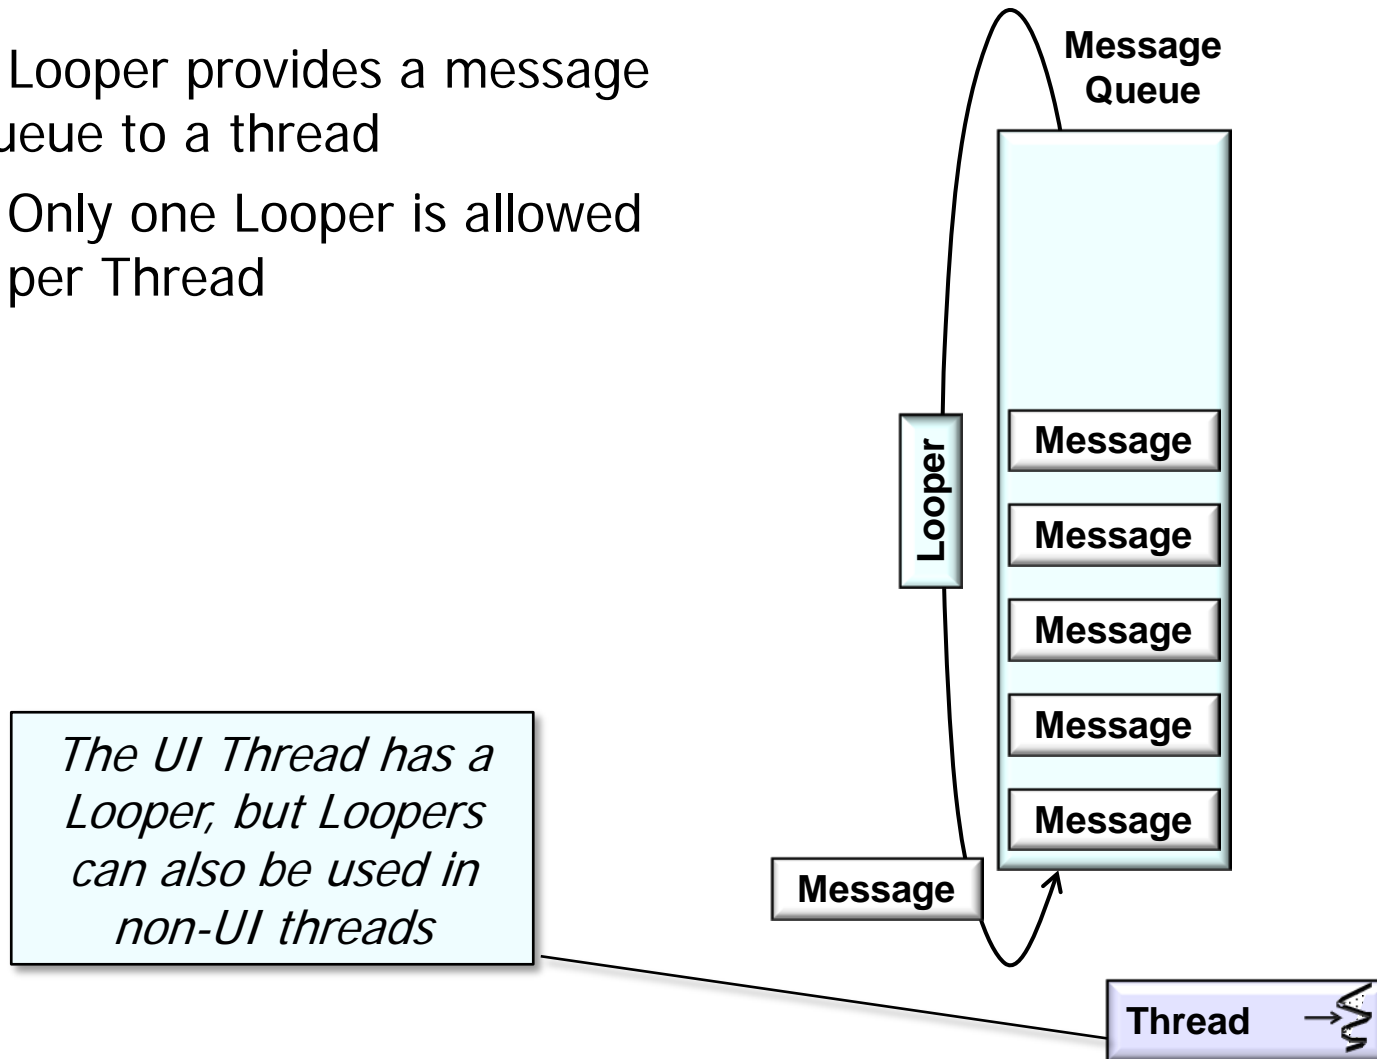 Looper provides a message
ueue to a thread
Only one Looper is allowed
per Thread
Message
Queue
Message
Looper
Message
Message
Message
Message
Message
The UI Thread has a
Looper, but Loopers
can also be used in
non-UI threads
Thread